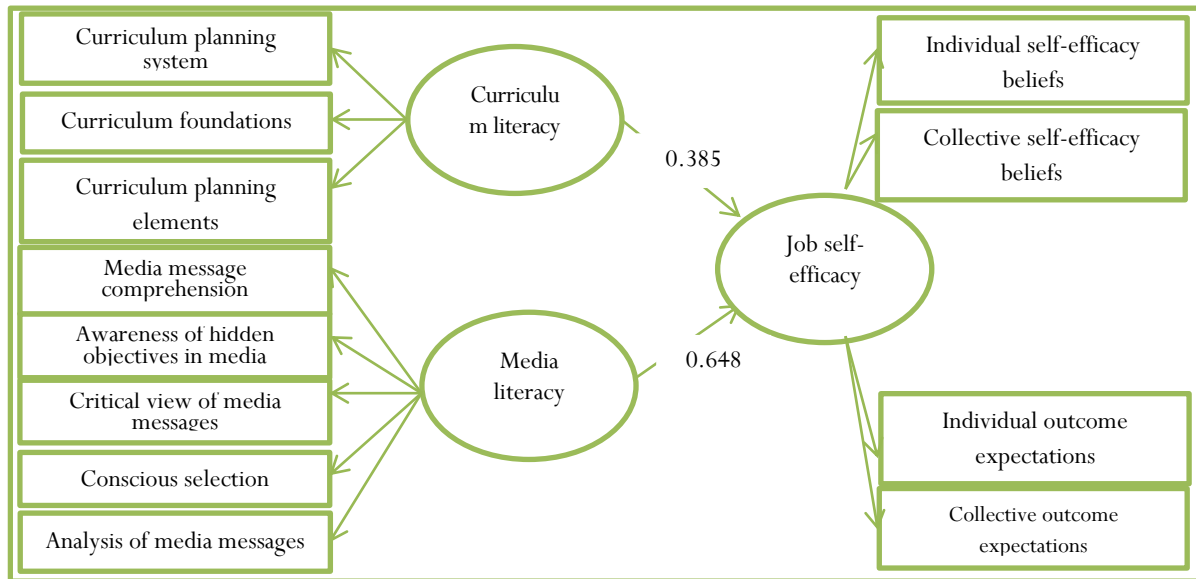 Curriculum planning
system
Curriculum foundations
Curriculum planning
elements
Media message
comprehension
Awareness of hidden
objectives in media
Critical view of media
messages
Conscious selection
Analysis of media messages
Curriculu
m literacy
Media
literacy
0.385
0.648
Job self-
efficacy
Individual self-efficacy
beliefs
Collective self-efficacy
beliefs
Individual outcome
expectations
Collective outcome
expectations